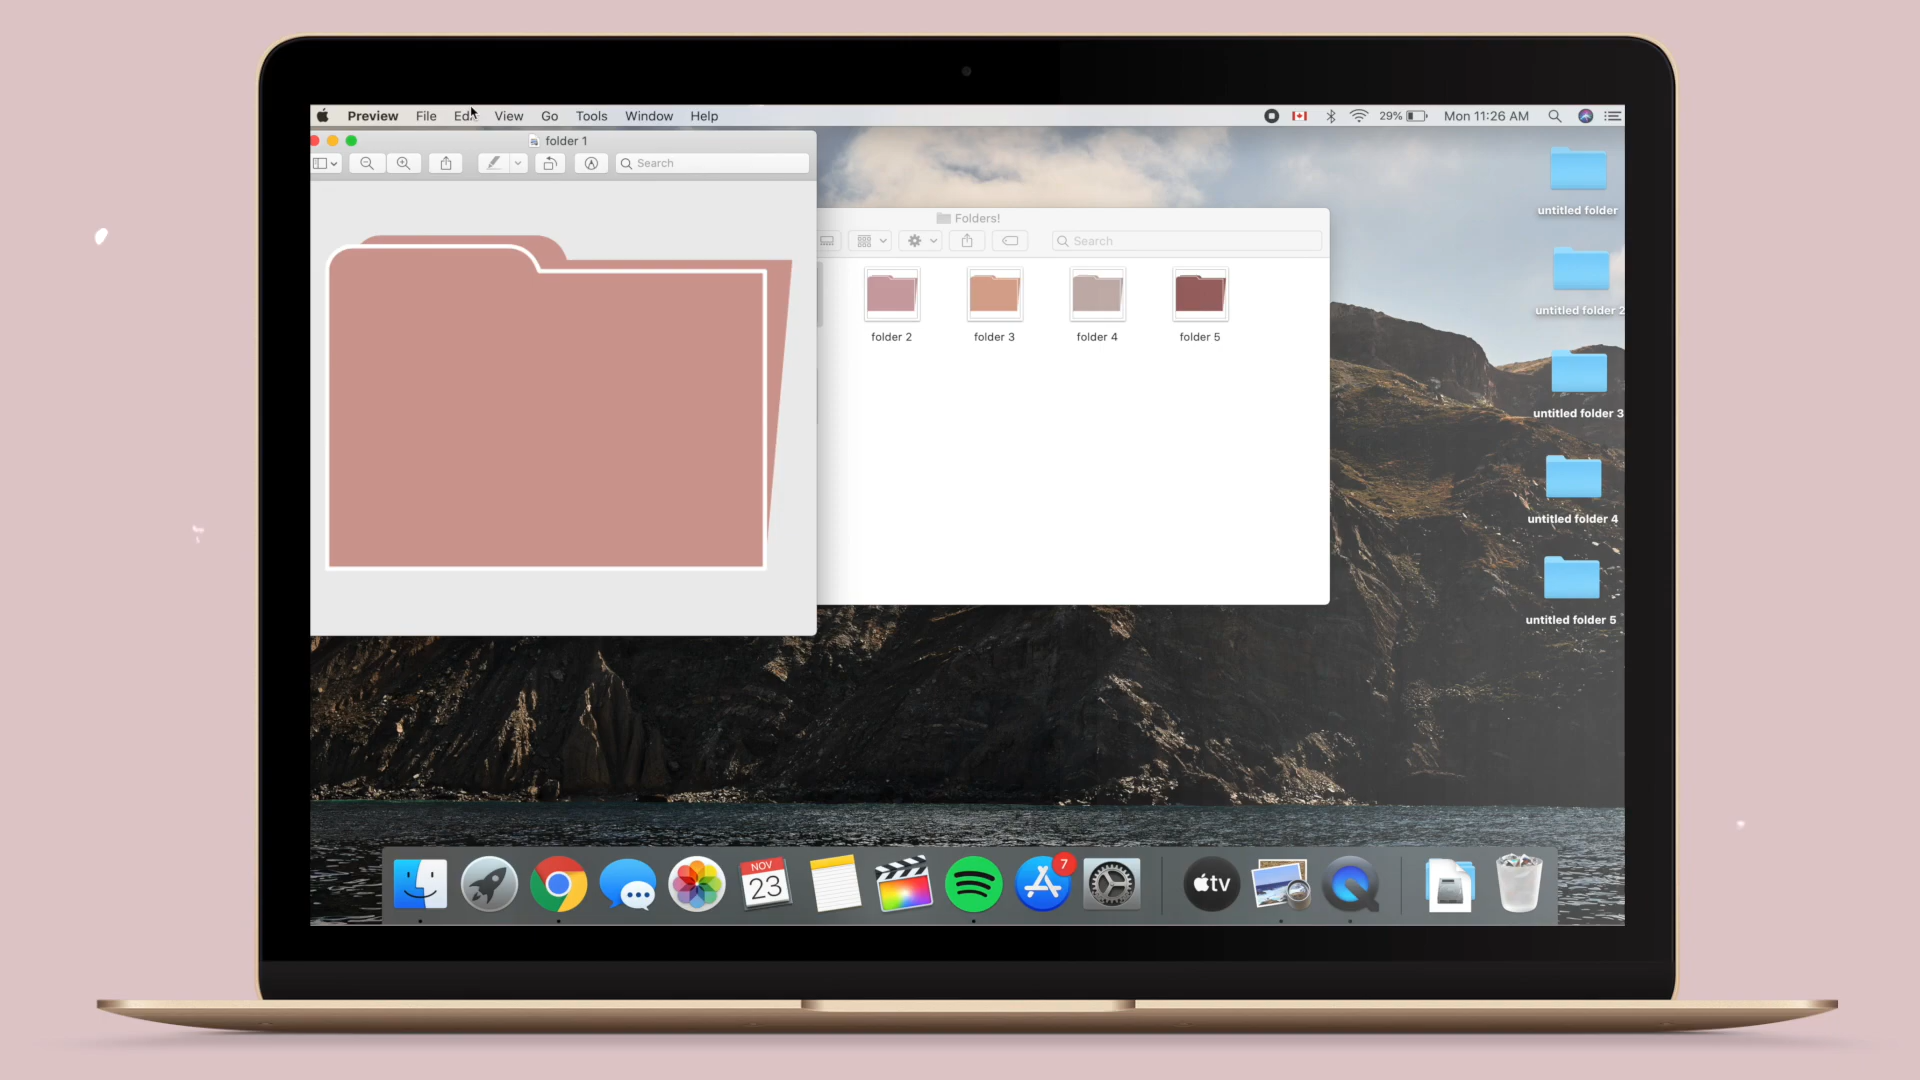 Preview File Edit View Go Tools Window Help 29% Mon 11:26 AM
folder 1
Search
Folders!
Search
folder 2 folder 3 folder 4 folder 5
untitled folder
untitled folder 2
untitled folder 3
untitled folder 4
untitled folder 5
NOV
23
7
tv